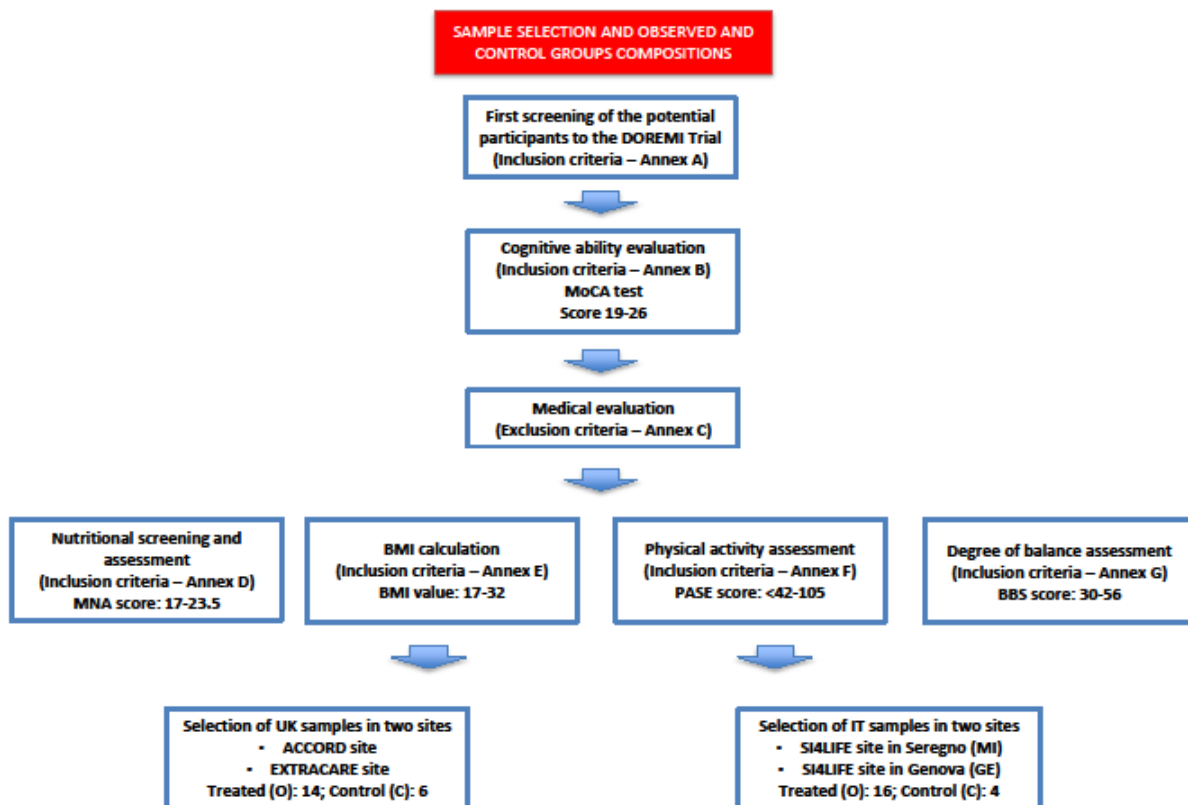 SAMPLE SELECTION AND OBSERVED AND
CONTROL GROUPS COMPOSITIONS
First screening of the potential
participants to the DOREMI Trial
(Inclusion criteria – Annex A)
Cognitive ability evaluation
(Inclusion criteria – Annex B)
MoCA test
Score 19-26
Medical evaluation
(Exclusion criteria – Annex C)
Nutritional screening and
assessment
(Inclusion criteria – Annex D)
MNA score: 17-23.5
BMI calculation
(Inclusion criteria – Annex E)
BMI value: 17-32
Physical activity assessment
(Inclusion criteria – Annex F)
PASE score: <42-105
Degree of balance assessment
(Inclusion criteria – Annex G)
BBS score: 30-56
Selection of UK samples in two sites
- ACCORD site
- EXTRACARE site
Treated (O): 14; Control (C): 6
Selection of IT samples in two sites
- SI4LIFE site in Seregno (MI)
- SI4LIFE site in Genova (GE)
Treated (O): 16; Control (C): 4